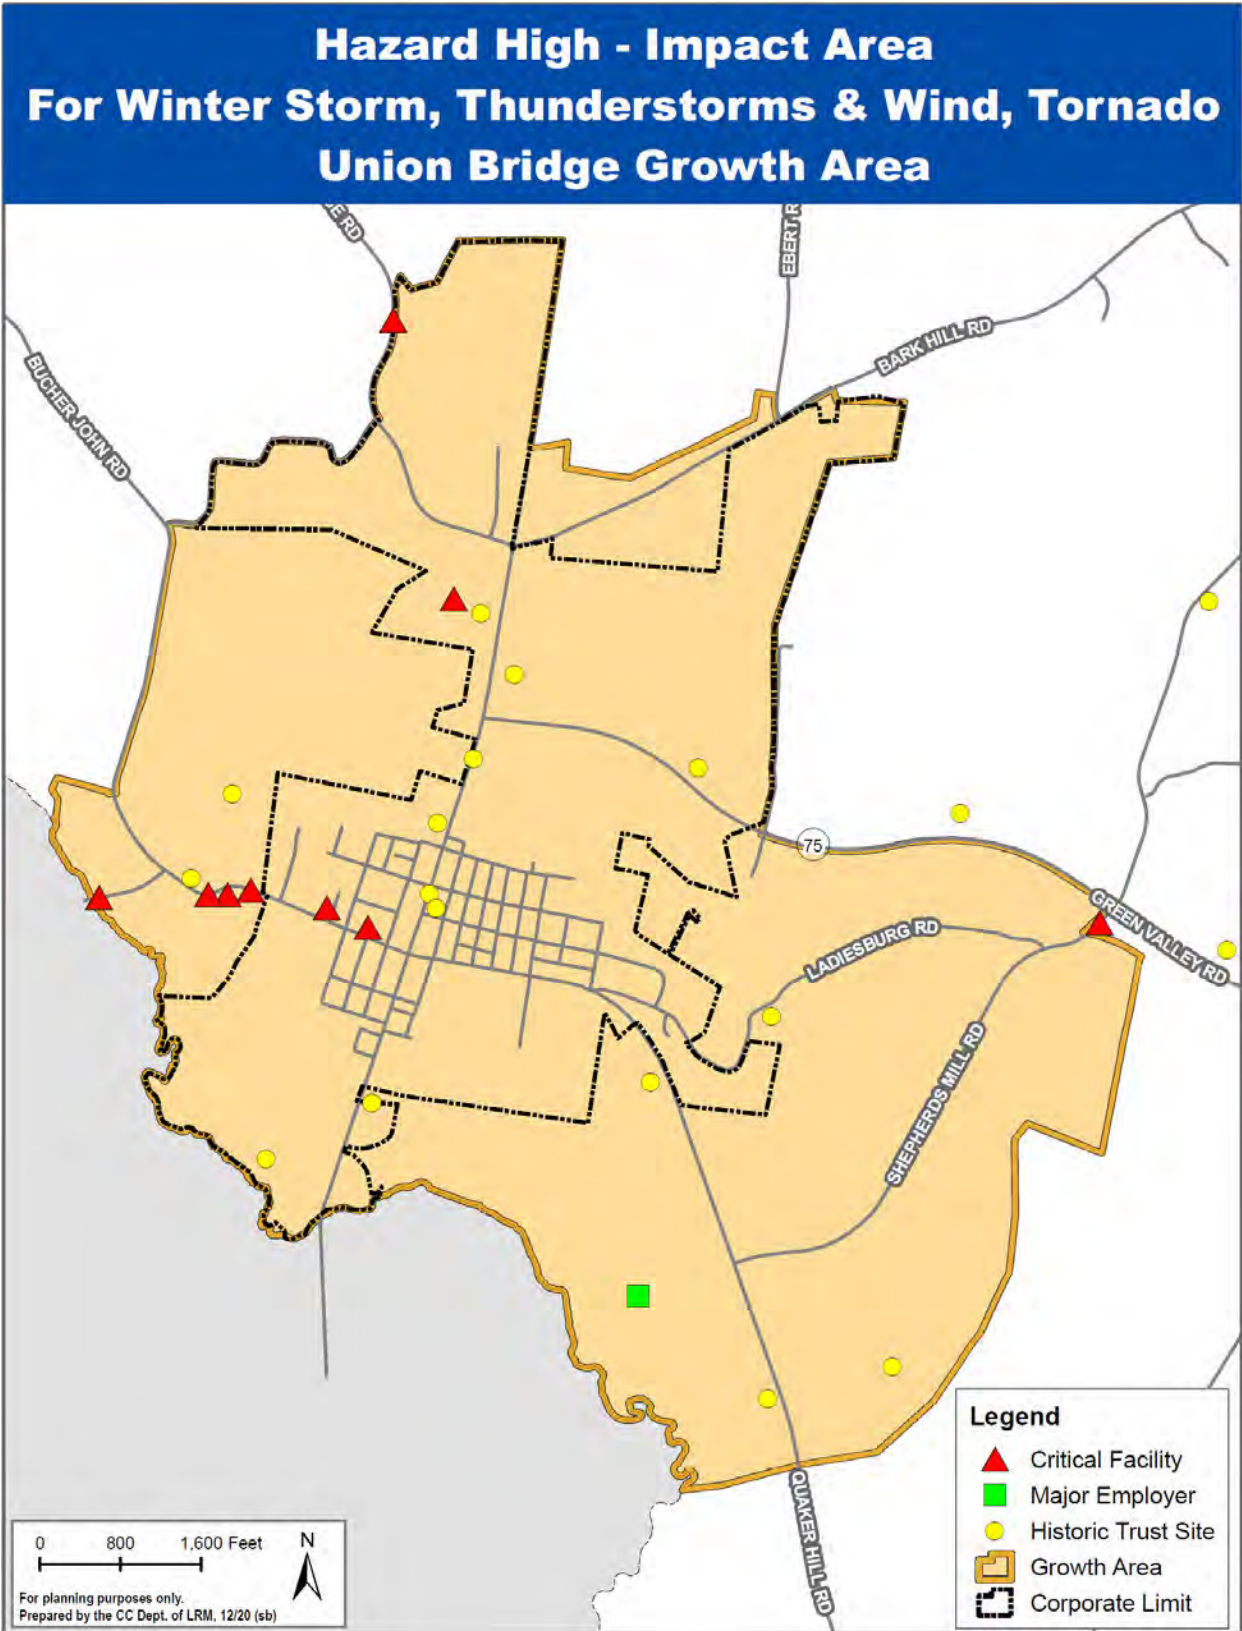 Hazard High - Impact Area
For Winter Storm, Thunderstorms & Wind, Tornado
Union Bridge Growth Area
RD
EBERT R
BARK HILL RD
BUCHER JOHN RD
75
GREEN VALLEY RD
LADIESBURG RD
SHEPHERDS MILL RD
QUAKER HILL RD
Legend
Critical Facility
Major Employer
Historic Trust Site
Growth Area
Corporate Limit
0 800 1,600 Feet
N
For planning purposes only.
Prepared by the CC Dept. of LRM, 12/20 (sb)